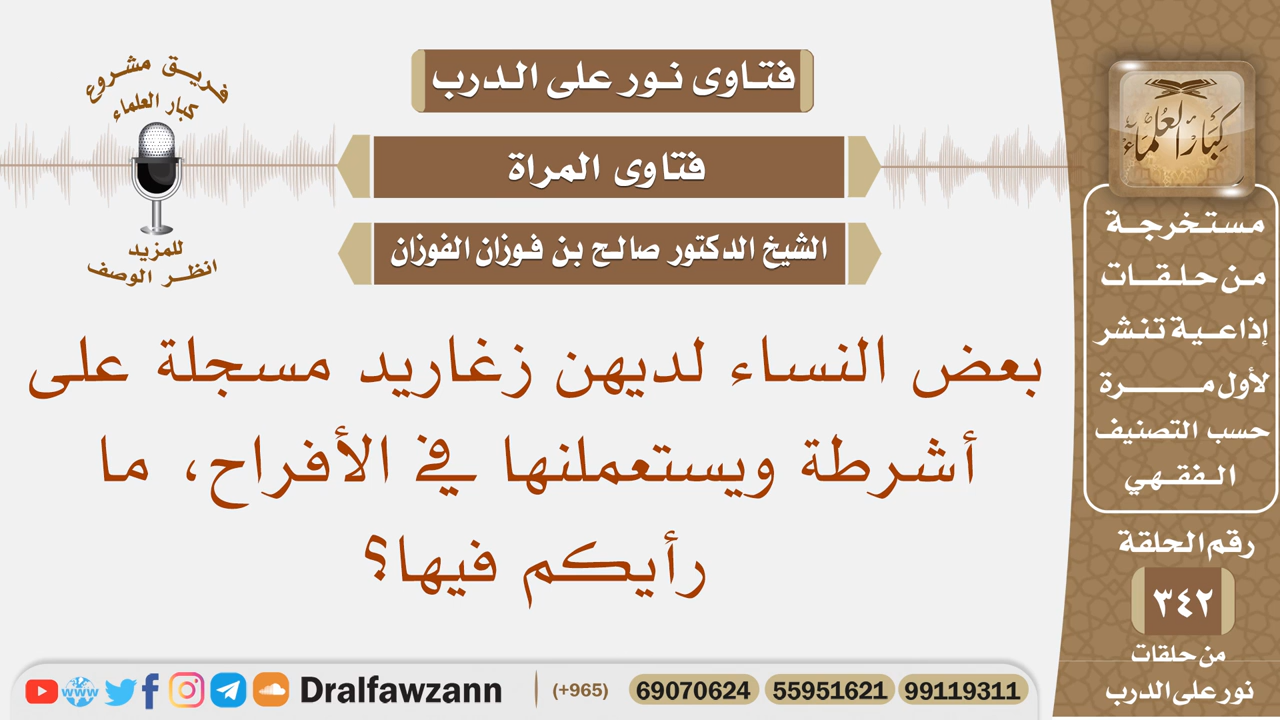 فتاوى نور على الدرب
فتاوى المراة
الشيخ الدكتور صالح بن فوزان الفوزان
فريق مشروع
كبار العلماء
للمزيد
انظر الوصف
بعض النساء لديهن زغاريد مسجلة على
أشرطة ويستعملنها في الأفراح، ما
رأيكم فيها؟
كبار العلماء
مستخرجة
من حلقات
إذاعية تنشر
لأول مرة
حسب التصنيف
الفقهي
رقم الحلقة
٣٤٢
من حلقات
نور على الدرب
www
Dralfawzann
(+965)
69070624
55951621
99119311